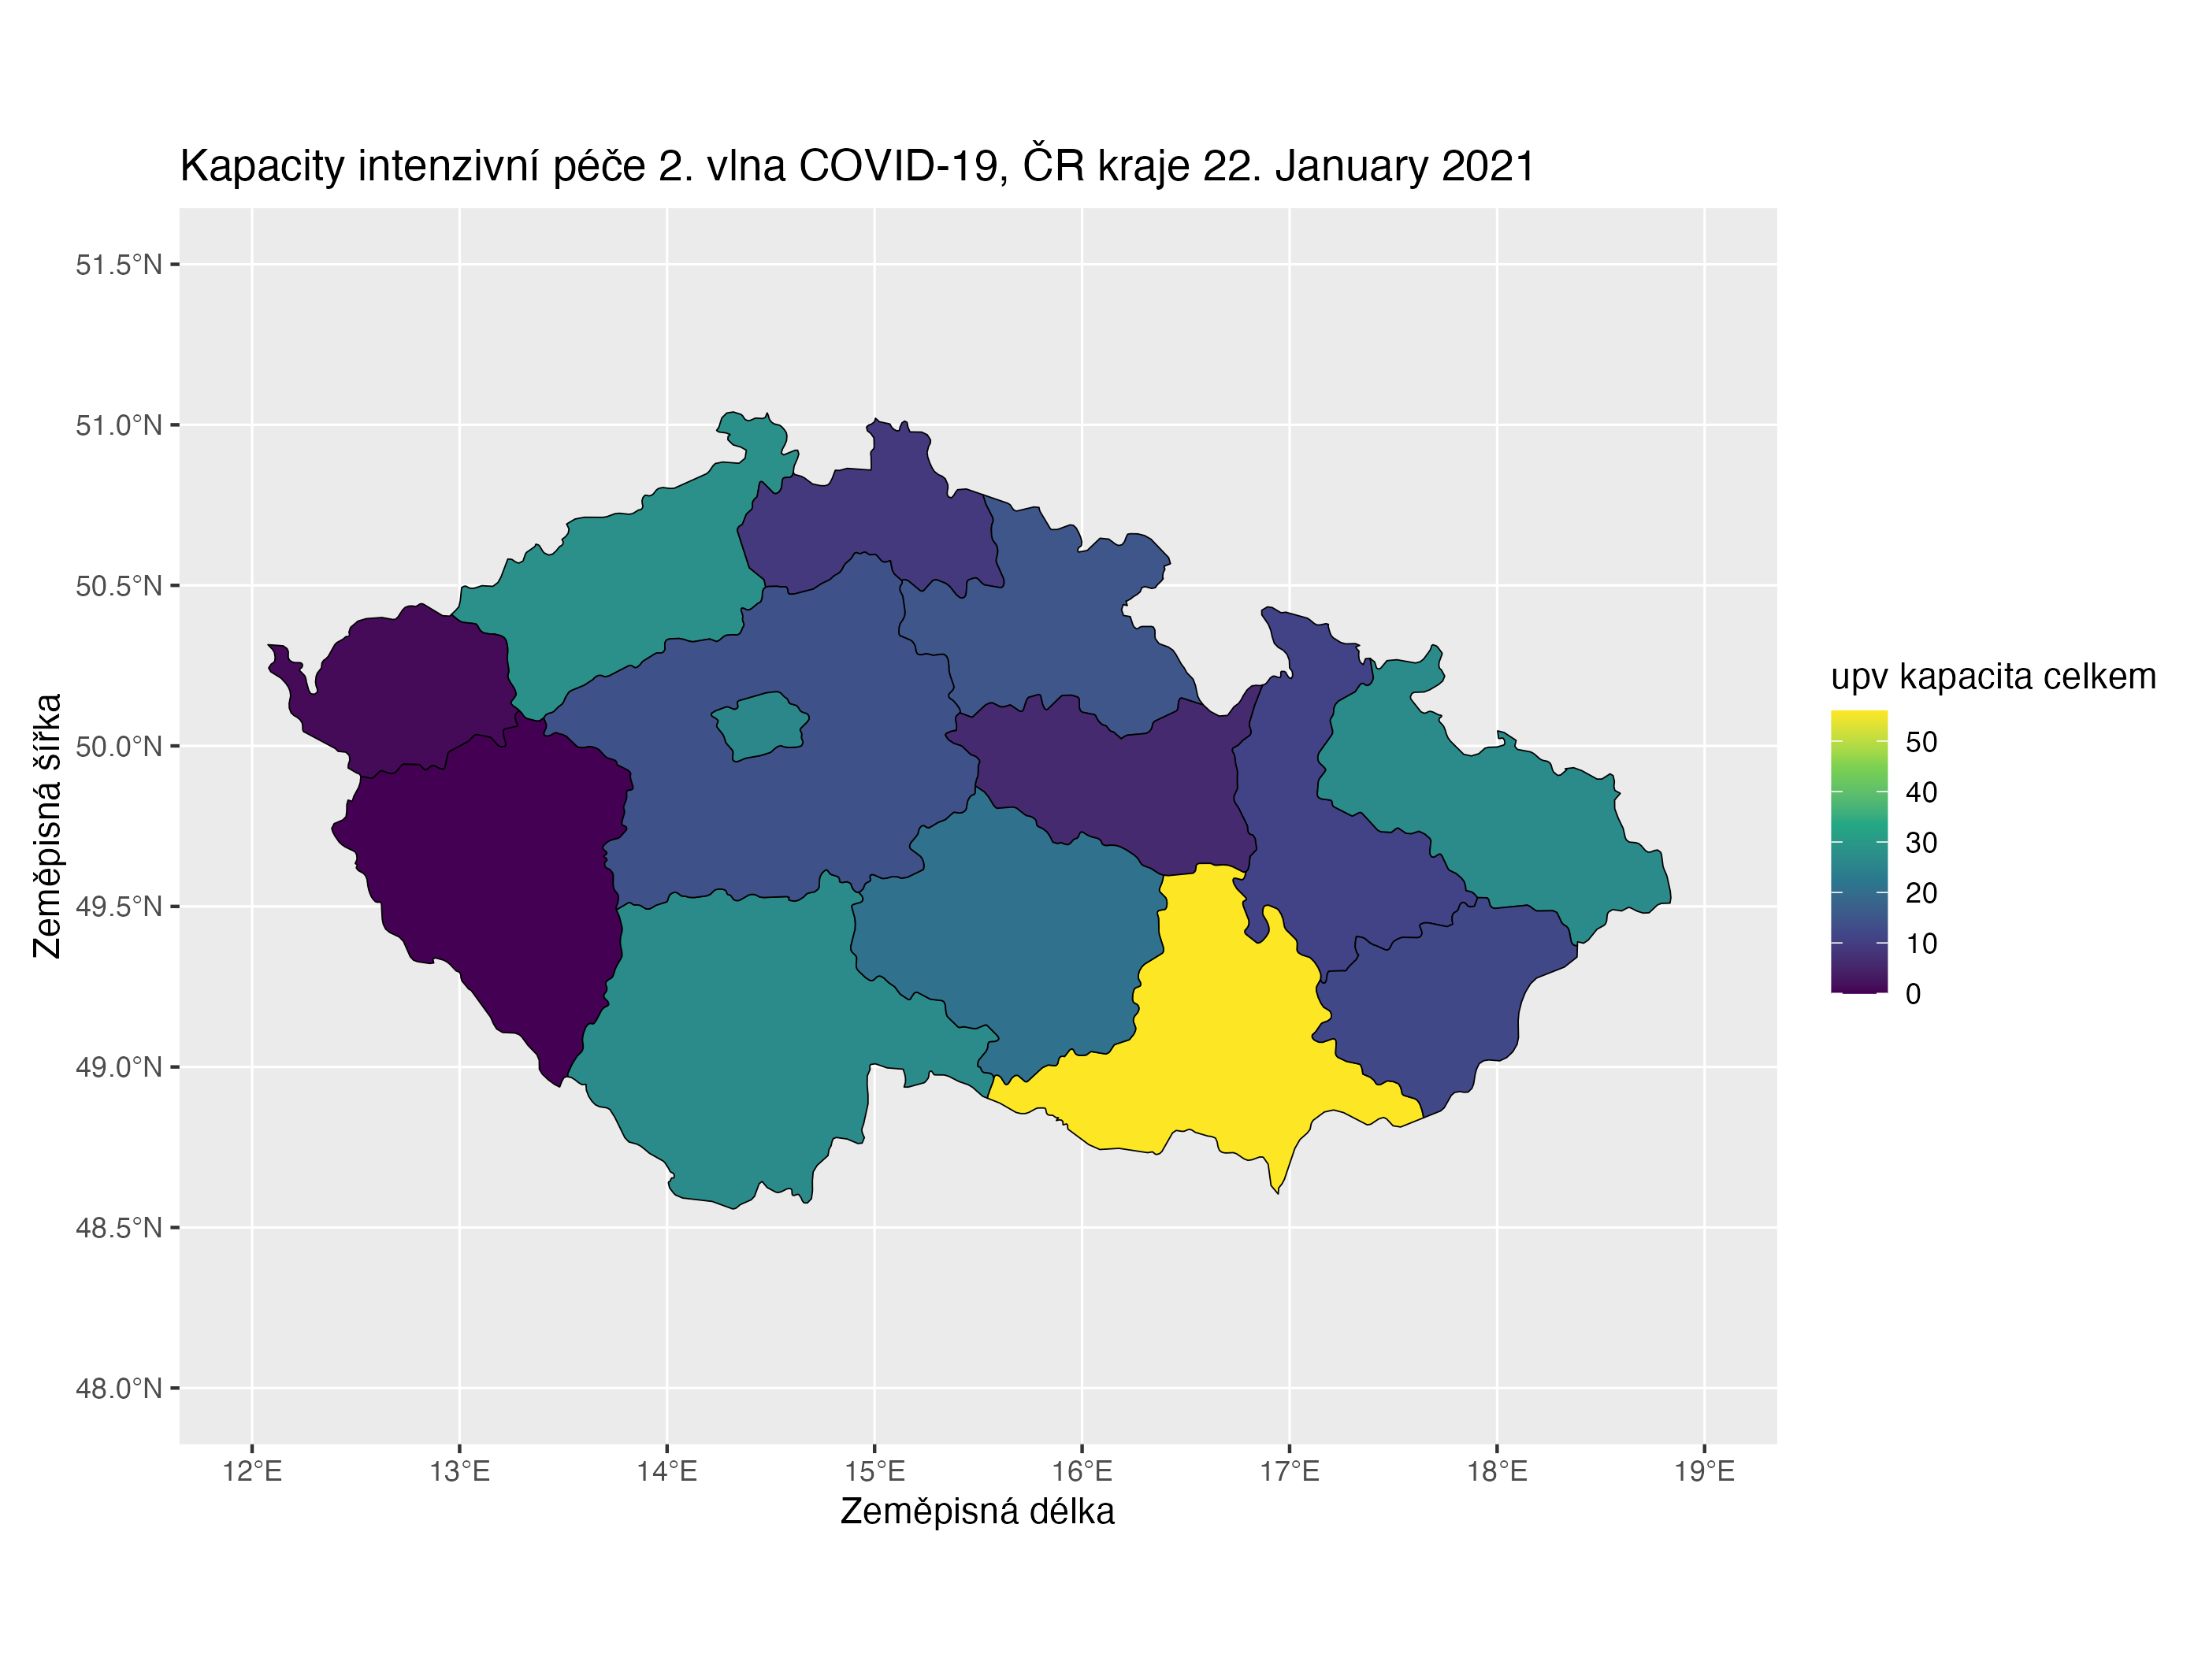 Kapacity intenzivní péče 2. vlna COVID-19, ČR kraje 22. January 2021
51.5°N
51.0°N
50.5°N
50.0°N
49.5°N
49.0°N
48.5°N
48.0°N
Zeměpisná šířka
12°E 13°E 14°E 15°E 16°E 17°E 18°E 19°E
Zeměpisná délka
upv kapacita celkem
50
40
30
20
10
0